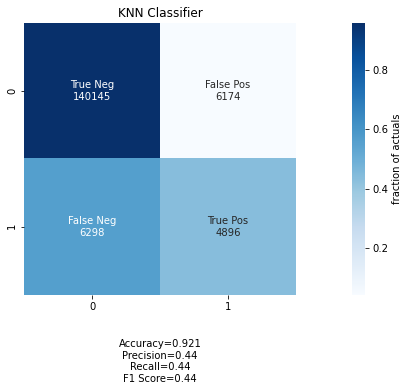 KNN Classifier
True Neg
140145
False Pos
6174
False Neg
6298
True Pos
4896
0
1
0
1
0.8
0.6
0.4
0.2
fraction of actuals
Accuracy=0.921
Precision=0.44
Recall=0.44
F1 Score=0.44